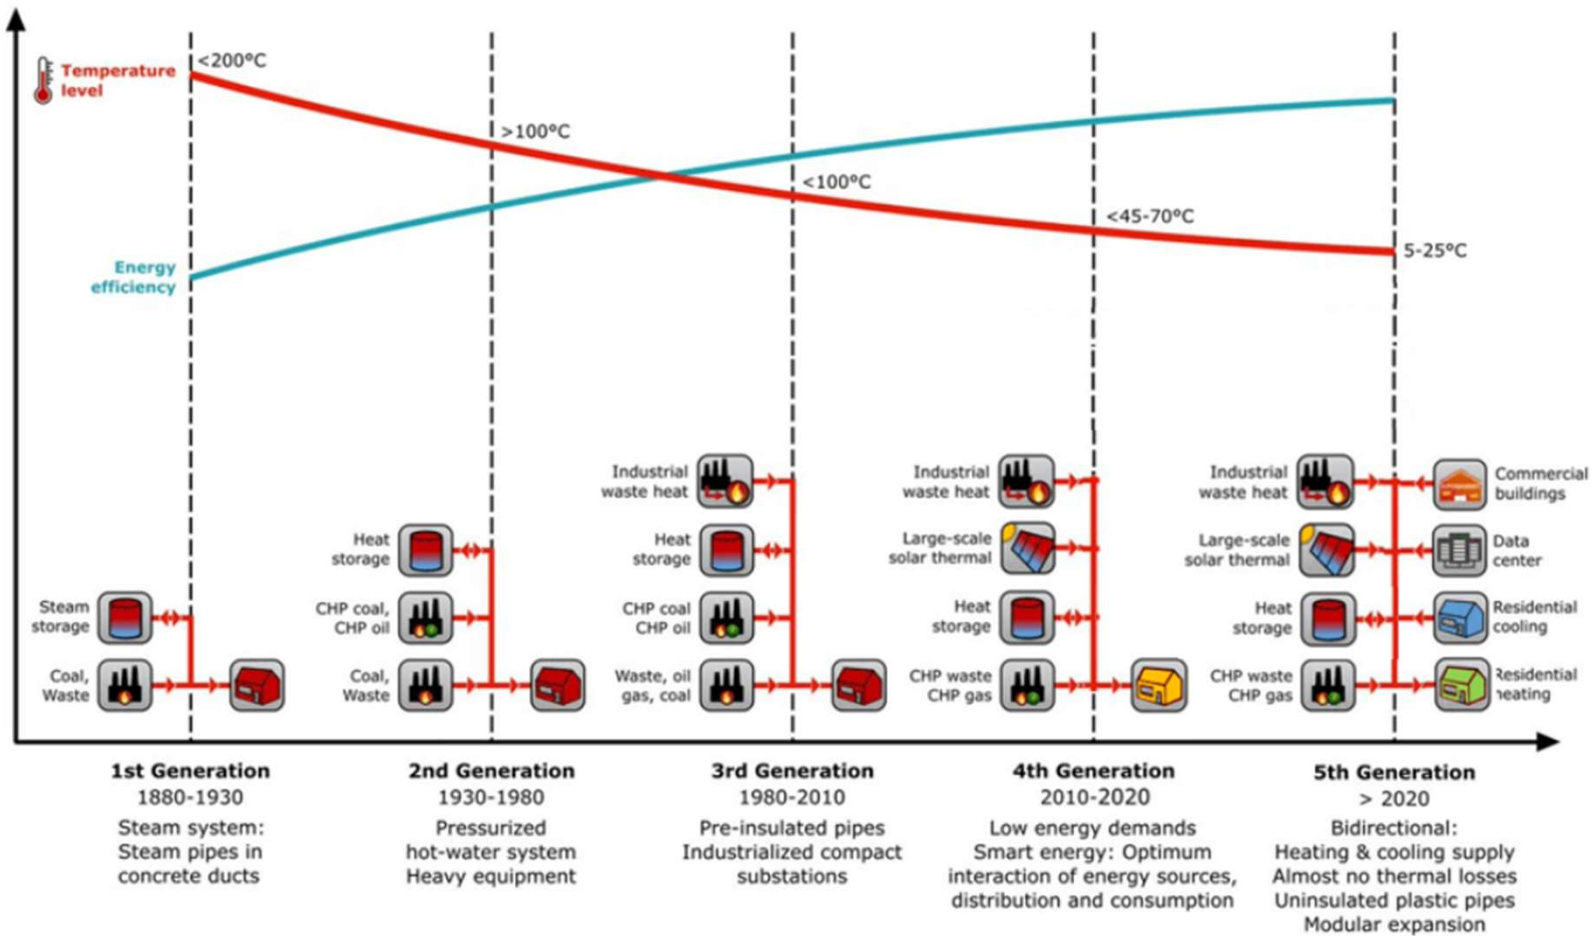 Temperature
level
<200°C
>100°C
<100°C
<45-70°C
5-25°C
Energy
efficiency
Steam
storage
Coal,
Waste
Heat
storage
CHP coal,
CHP oil
Coal,
Waste
Industrial
waste heat
Heat
storage
CHP coal
CHP oil
Waste, oil
gas, coal
Industrial
waste heat
Large-scale
solar thermal
Heat
storage
CHP waste
CHP gas
Industrial
waste heat
Large-scale
solar thermal
Heat
storage
CHP waste
CHP gas
Commercial
buildings
Data
center
Residential
cooling
Residential
heating
1st Generation
1880-1930
Steam system:
Steam pipes in
concrete ducts
2nd Generation
1930-1980
Pressurized
hot-water system
Heavy equipment
3rd Generation
1980-2010
Pre-insulated pipes
Industrialized compact
substations
4th Generation
2010-2020
Low energy demands
Smart energy: Optimum
interaction of energy sources,
distribution and consumption
5th Generation
> 2020
Bidirectional:
Heating & cooling supply
Almost no thermal losses
Uninsulated plastic pipes
Modular expansion